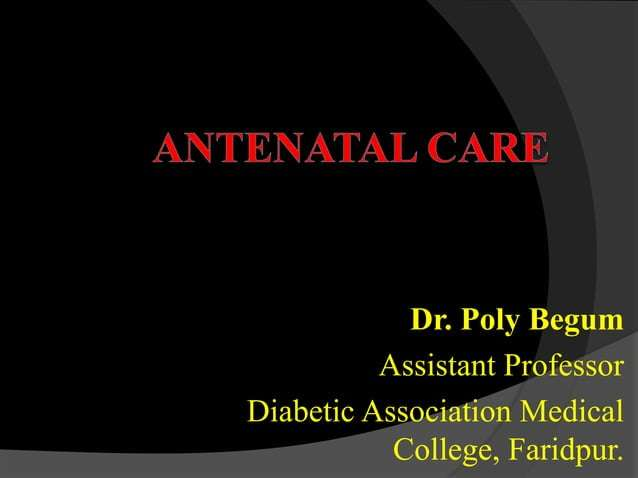 ANTENATAL CARE
Dr. Poly Begum
Assistant Professor
Diabetic Association Medical
College, Faridpur.